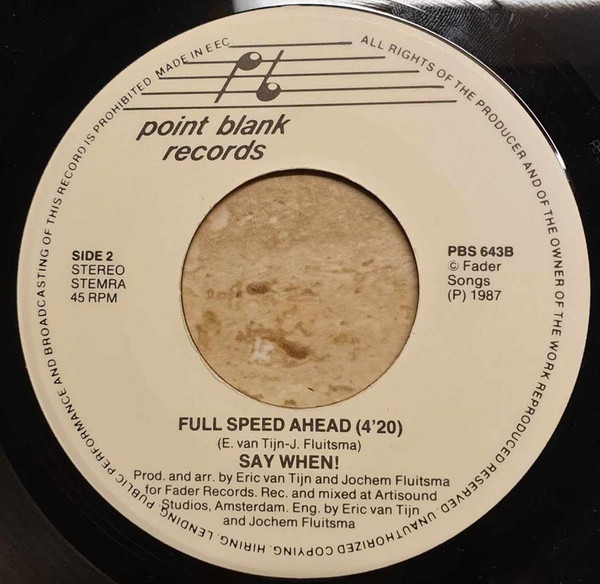 point blank
records
SIDE 2
STEREO
STEMRA
45 RPM
PBS 643B
© Fader
Songs
(P) 1987
FULL SPEED AHEAD (4'20)
(E. van Tijn-J. Fluitsma)
SAY WHEN!
Prod. and arr. by Eric van Tijn and Jochem Fluitsma
for Fader Records. Rec. and mixed at Artisound
Studios, Amsterdam. Eng. by Eric van Tijn
and Jochem Fluitsma
ALL RIGHTS OF THE PRODUCER AND OF THE OWNER OF THE WORK REPRODUCED RESERVED. UNAUTHORIZED COPYING. HIRING. LENDING. PUBLIC PERFORMANCE AND BROADCASTING OF THIS RECORD IS PROHIBITED MADE IN EEC